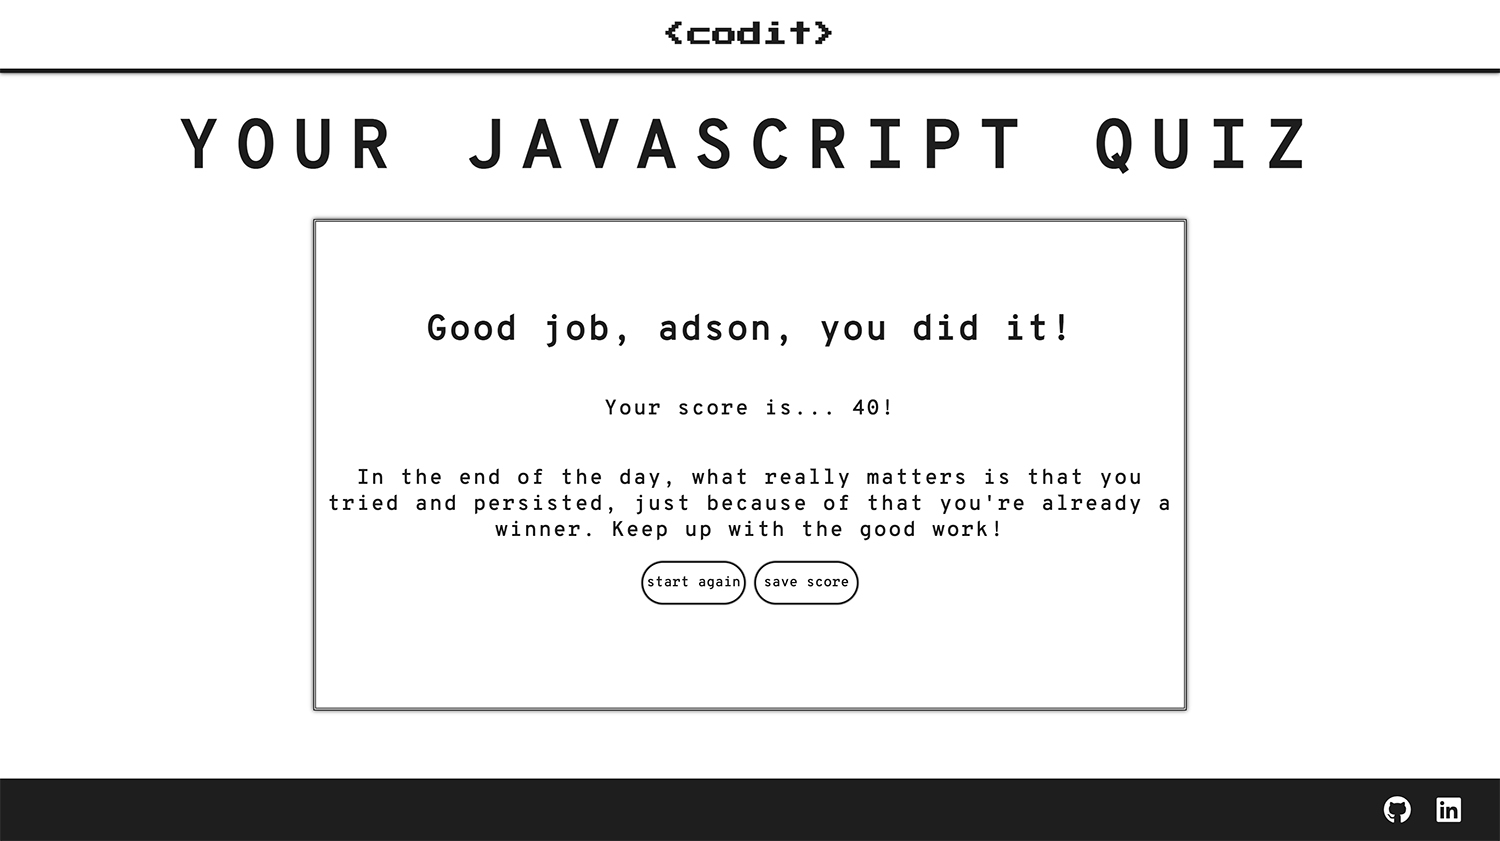 <codit>
YOUR JAVASCRIPT QUIZ
Good job, adson, you did it!
Your score is... 40!
In the end of the day, what really matters is that you
tried and persisted, just because of that you're already a
winner. Keep up with the good work!
start again save score
in